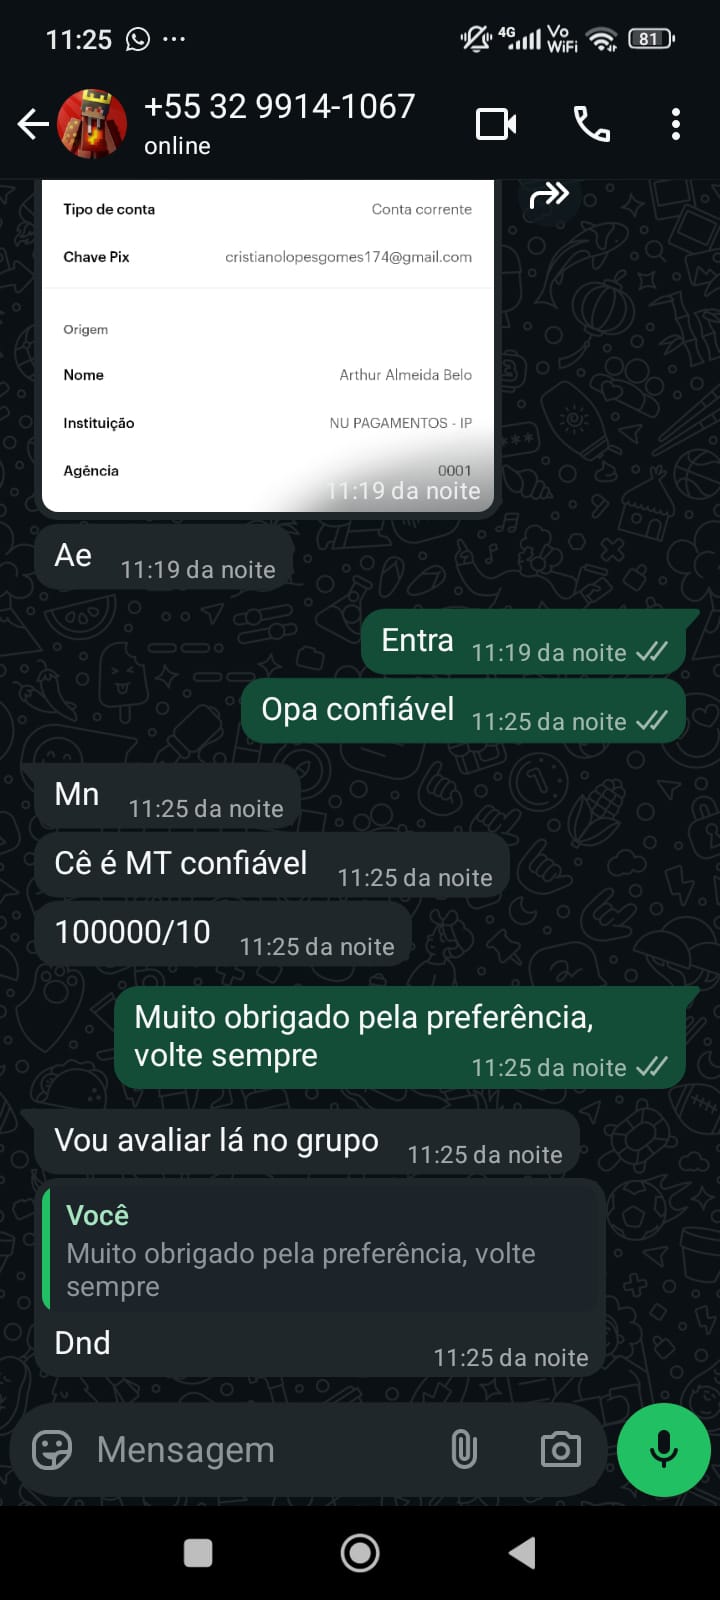 11:25
4G
Vo
WiFi
81
+55 32 9914-1067
online
Tipo de conta Conta corrente
Chave Pix cristianolopesgomes174@gmail.com
Origem
Nome Arthur Almeida Belo
Instituição NU PAGAMENTOS - IP
Agência 0001
11:19 da noite
Ae 11:19 da noite
Entra 11:19 da noite
Opa confiável 11:25 da noite
Mn 11:25 da noite
Cê é MT confiável 11:25 da noite
100000/10 11:25 da noite
Muito obrigado pela preferência,
volte sempre 11:25 da noite
Vou avaliar lá no grupo 11:25 da noite
Você
Muito obrigado pela preferência, volte
sempre
Dnd 11:25 da noite
Mensagem